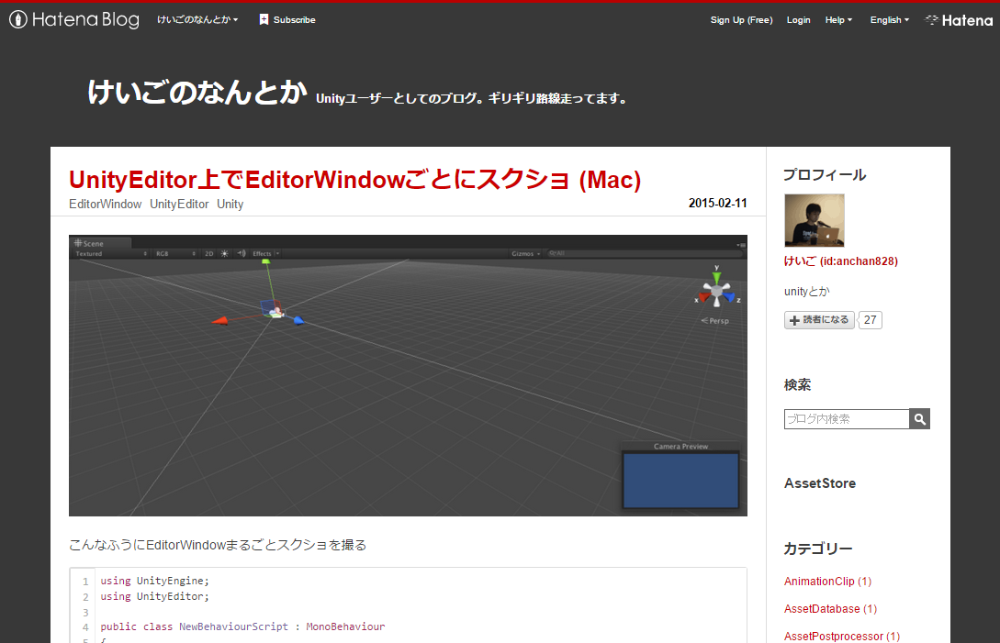 Hatena Blog けいごのなんとか Subscribe Sign Up (Free) Login Help English Hatena
けいごのなんとか Unityユーザーとしてのブログ。ギリギリ路線走ってます。
UnityEditor上でEditorWindowごとにスクショ (Mac)
EditorWindow UnityEditor Unity 2015-02-11
Scene
Textured RGB 2D Effects Gizmos All
y
x z
Persp
Camera Preview
こんなふうにEditorWindowまるごとスクショを撮る
1 using UnityEngine;
2 using UnityEditor;
3
4 public class NewBehaviourScript : MonoBehaviour
5 {
プロフィール
けいご (id:anchan828)
unityとか
読者になる 27
検索
ブログ内検索
AssetStore
カテゴリー
AnimationClip (1)
AssetDatabase (1)
AssetPostprocessor (1)